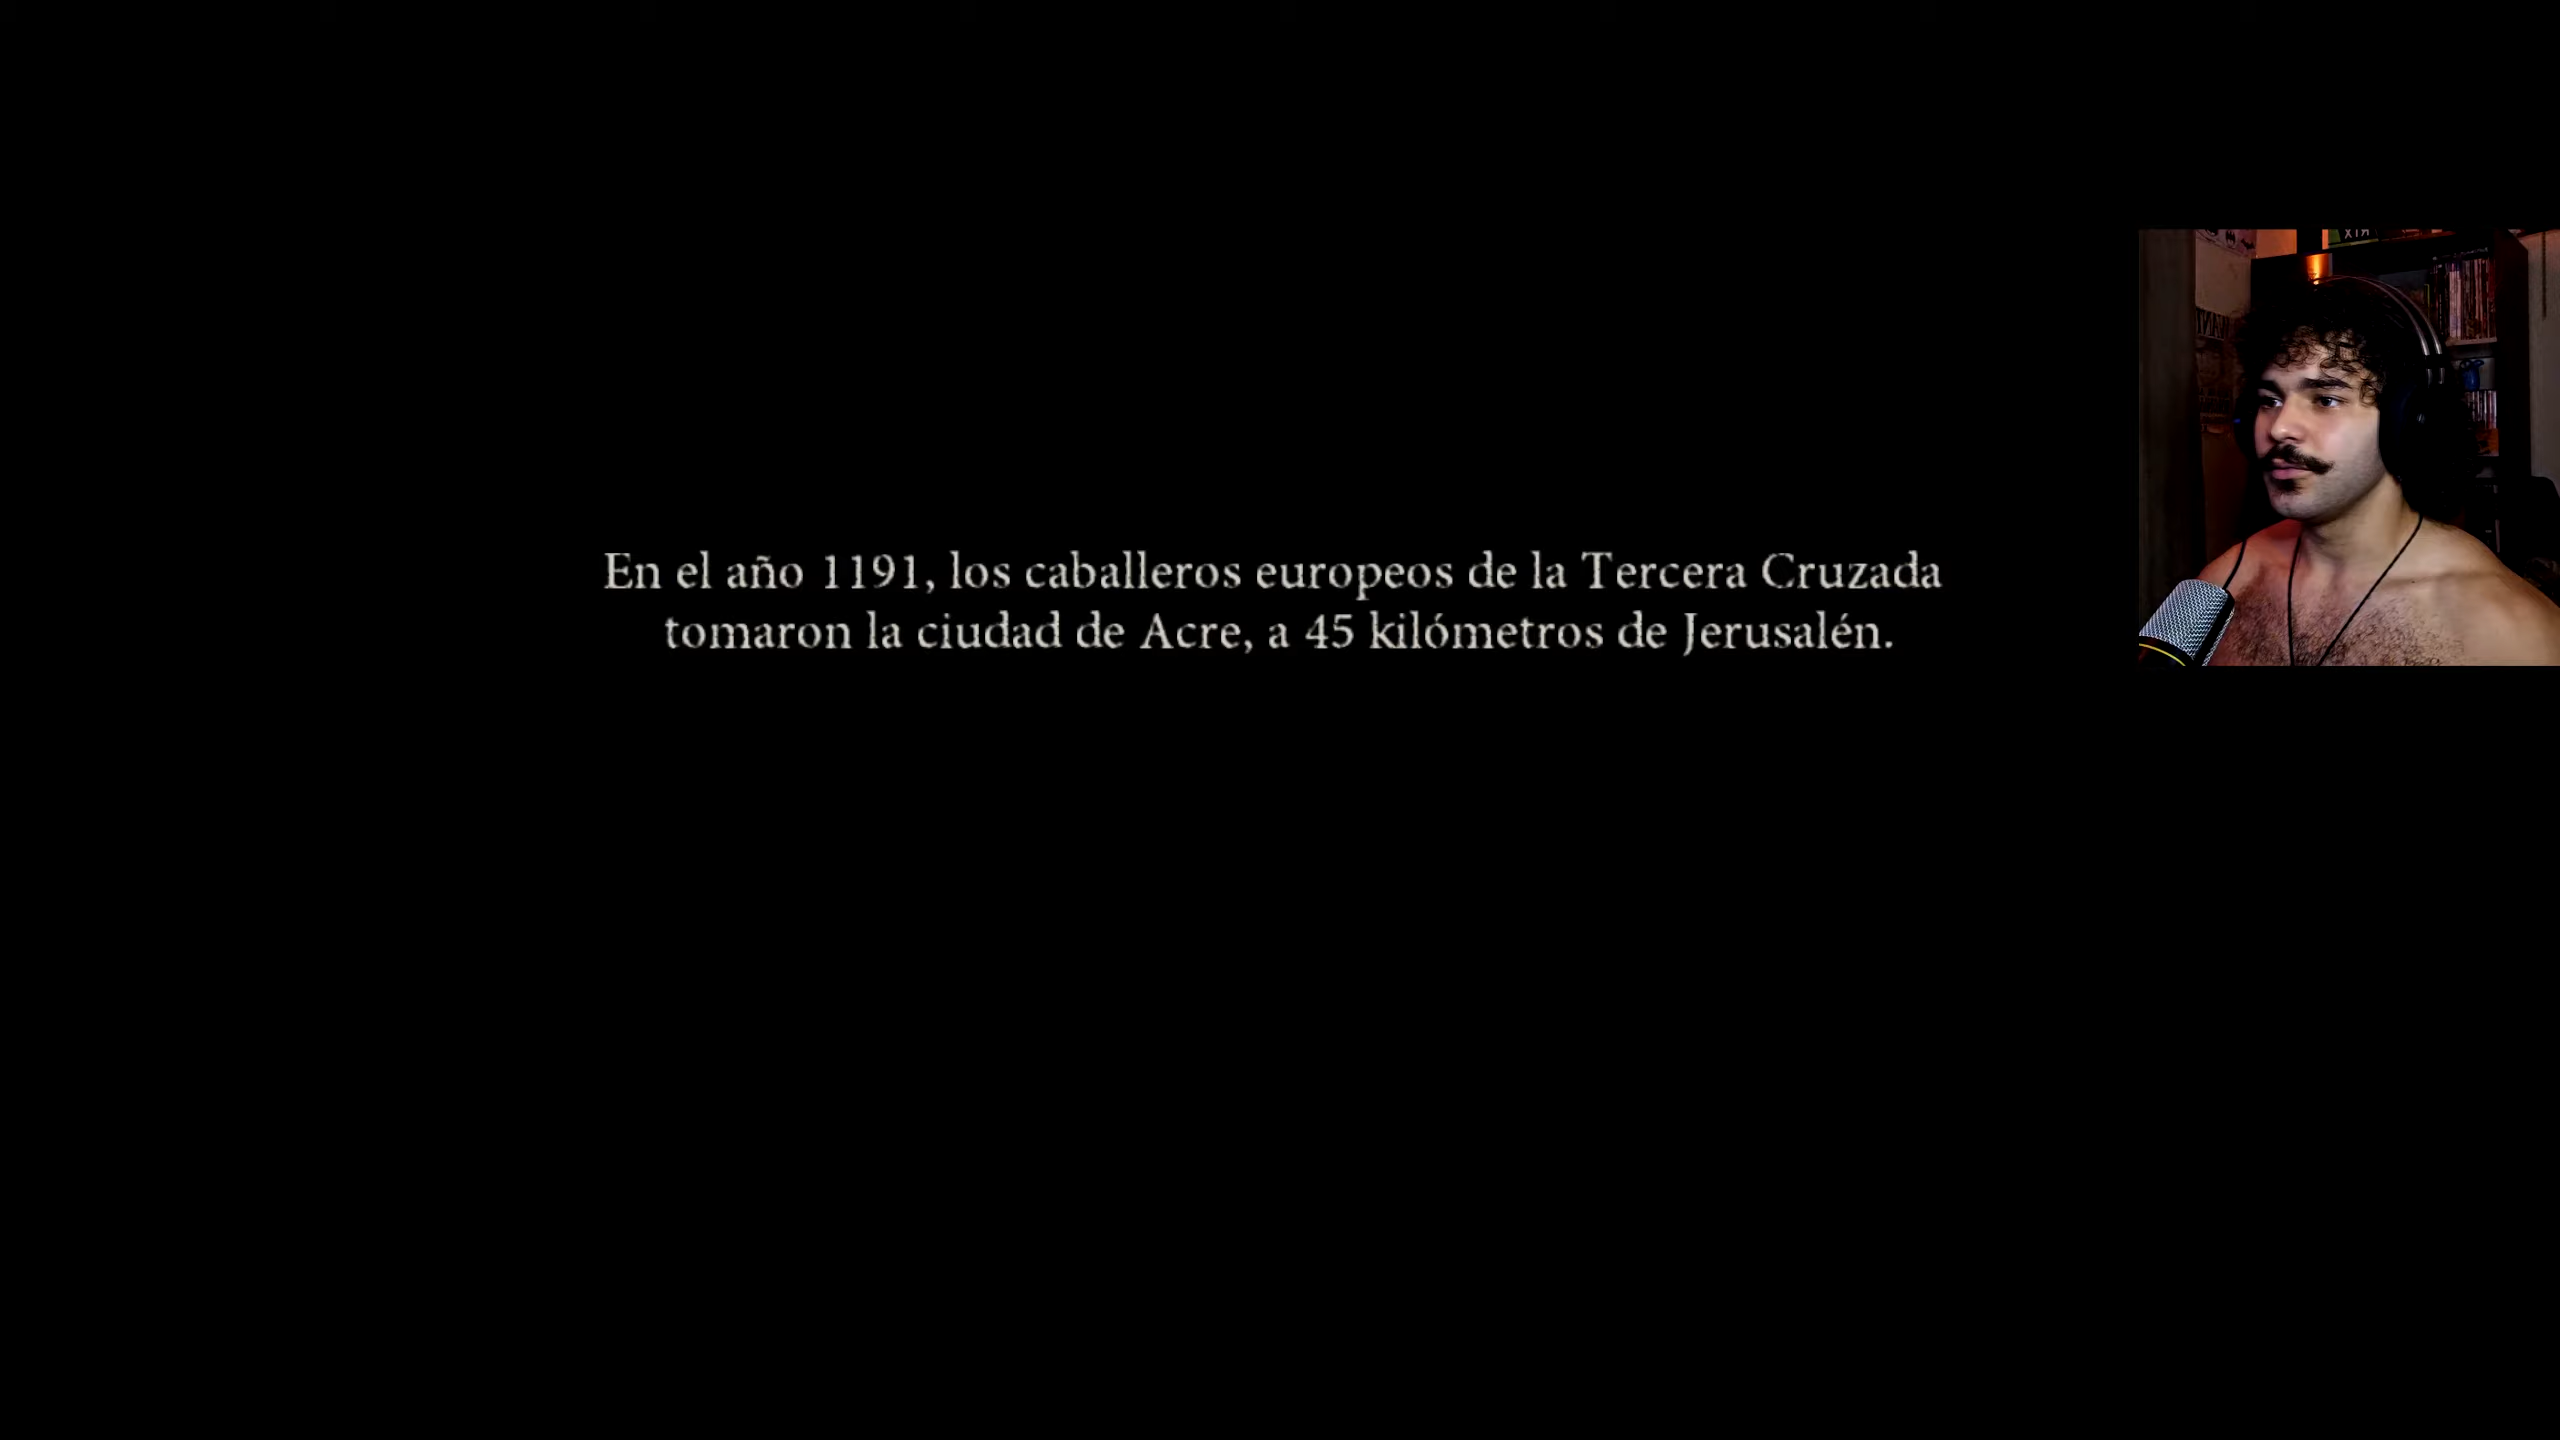 En el año 1191, los caballeros europeos de la Tercera Cruzada
tomaron la ciudad de Acre, a 45 kilómetros de Jerusalén.